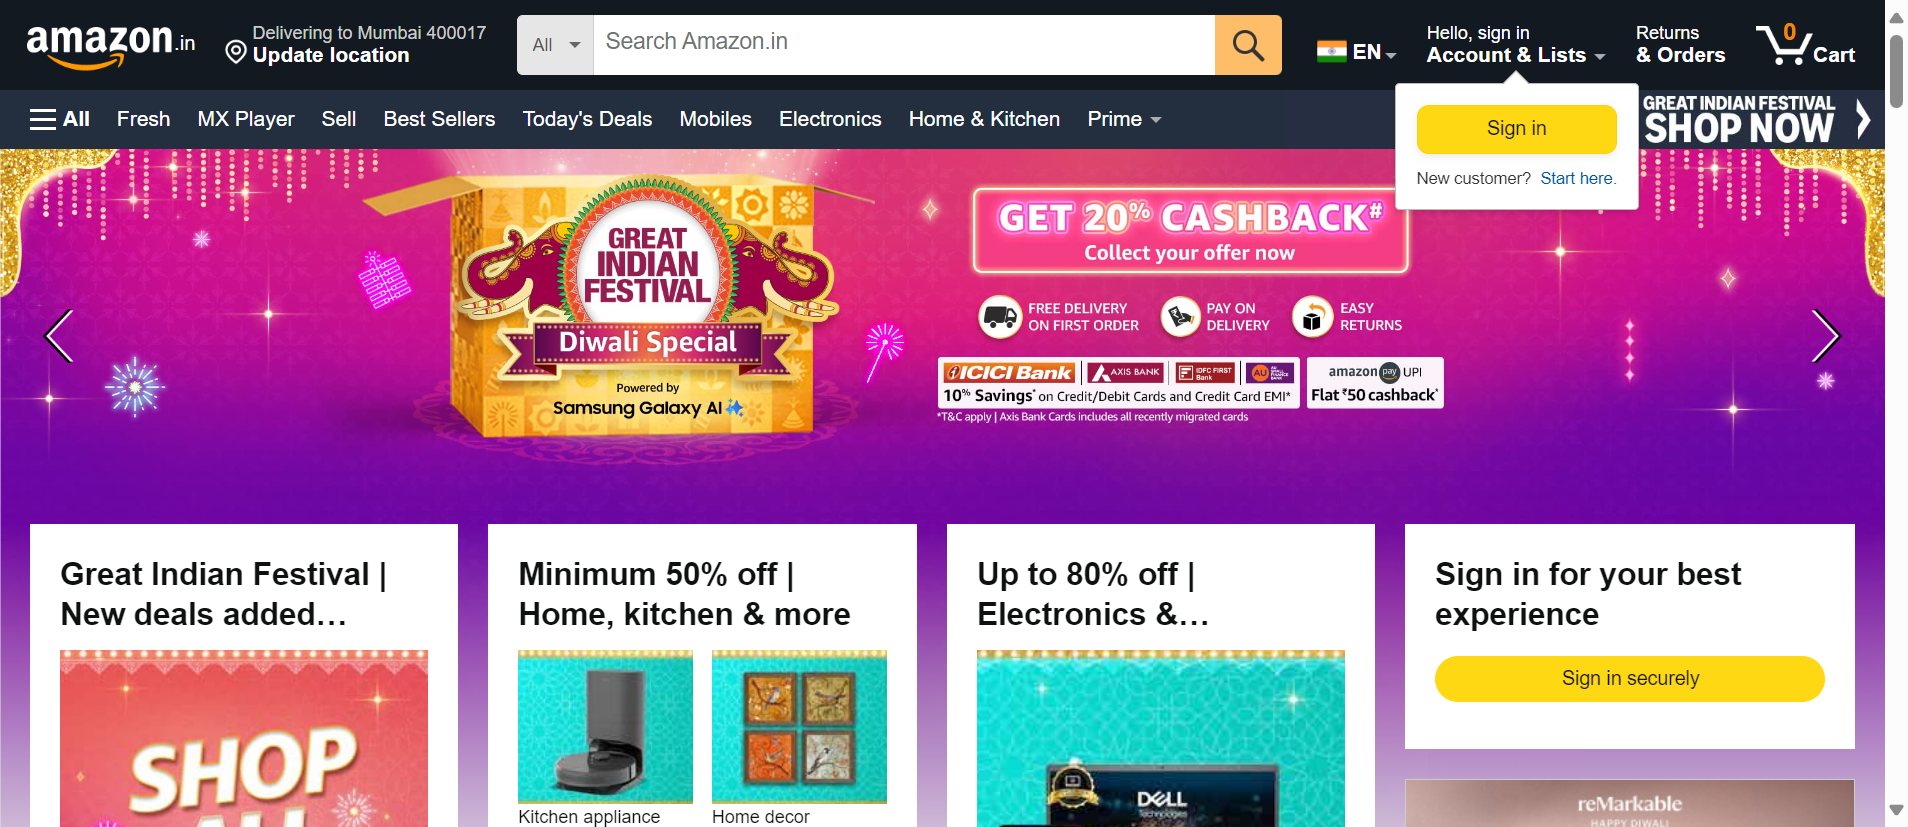 amazon.in
Delivering to Mumbai 400017
Update location
All
Search Amazon.in
EN
Hello, sign in
Account & Lists
Returns
& Orders
0
Cart
All
Fresh
MX Player
Sell
Best Sellers
Today's Deals
Mobiles
Electronics
Home & Kitchen
Prime
Sign in
New customer? Start here.
GREAT INDIAN FESTIVAL
SHOP NOW
GREAT
INDIAN
FESTIVAL
Diwali Special
Powered by
Samsung Galaxy AI
GET 20% CASHBACK#
Collect your offer now
FREE DELIVERY
ON FIRST ORDER
PAY ON
DELIVERY
EASY
RETURNS
ICICI Bank
AXIS BANK
IDFC FIRST
Bank
AU
10% Savings* on Credit/Debit Cards and Credit Card EMI*
amazon pay UPI
Flat ₹50 cashback*
*T&C apply | Axis Bank Cards includes all recently migrated cards
Great Indian Festival |
New deals added…
SHOP
ALL
Minimum 50% off |
Home, kitchen & more
Kitchen appliance
Home decor
Up to 80% off |
Electronics &…
DELL
Technologies
Sign in for your best
experience
Sign in securely
reMarkable
HAPPY DIWALI